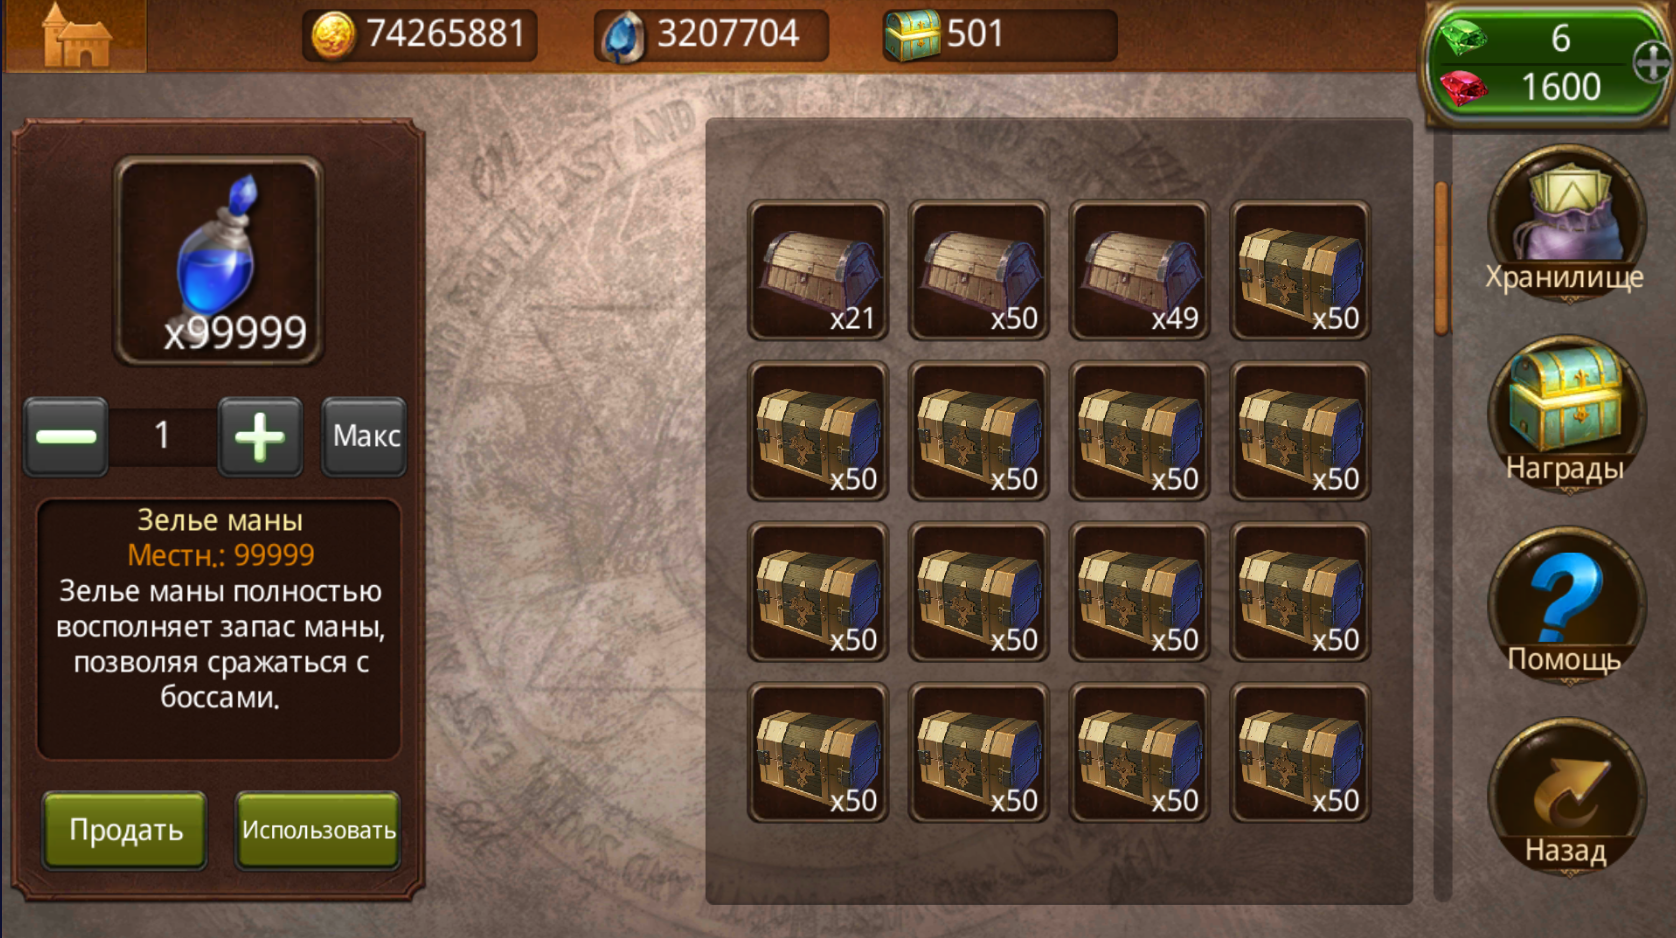 74265881
3207704
501
6
1600
x99999
1
Макс
Зелье маны
Местн.: 99999
Зелье маны полностью
восполняет запас маны,
позволяя сражаться с
боссами.
Продать
Использовать
x21
x50
x49
x50
x50
x50
x50
x50
x50
x50
x50
x50
x50
x50
x50
x50
Хранилище
Награды
Помощь
Назад
EAST AND